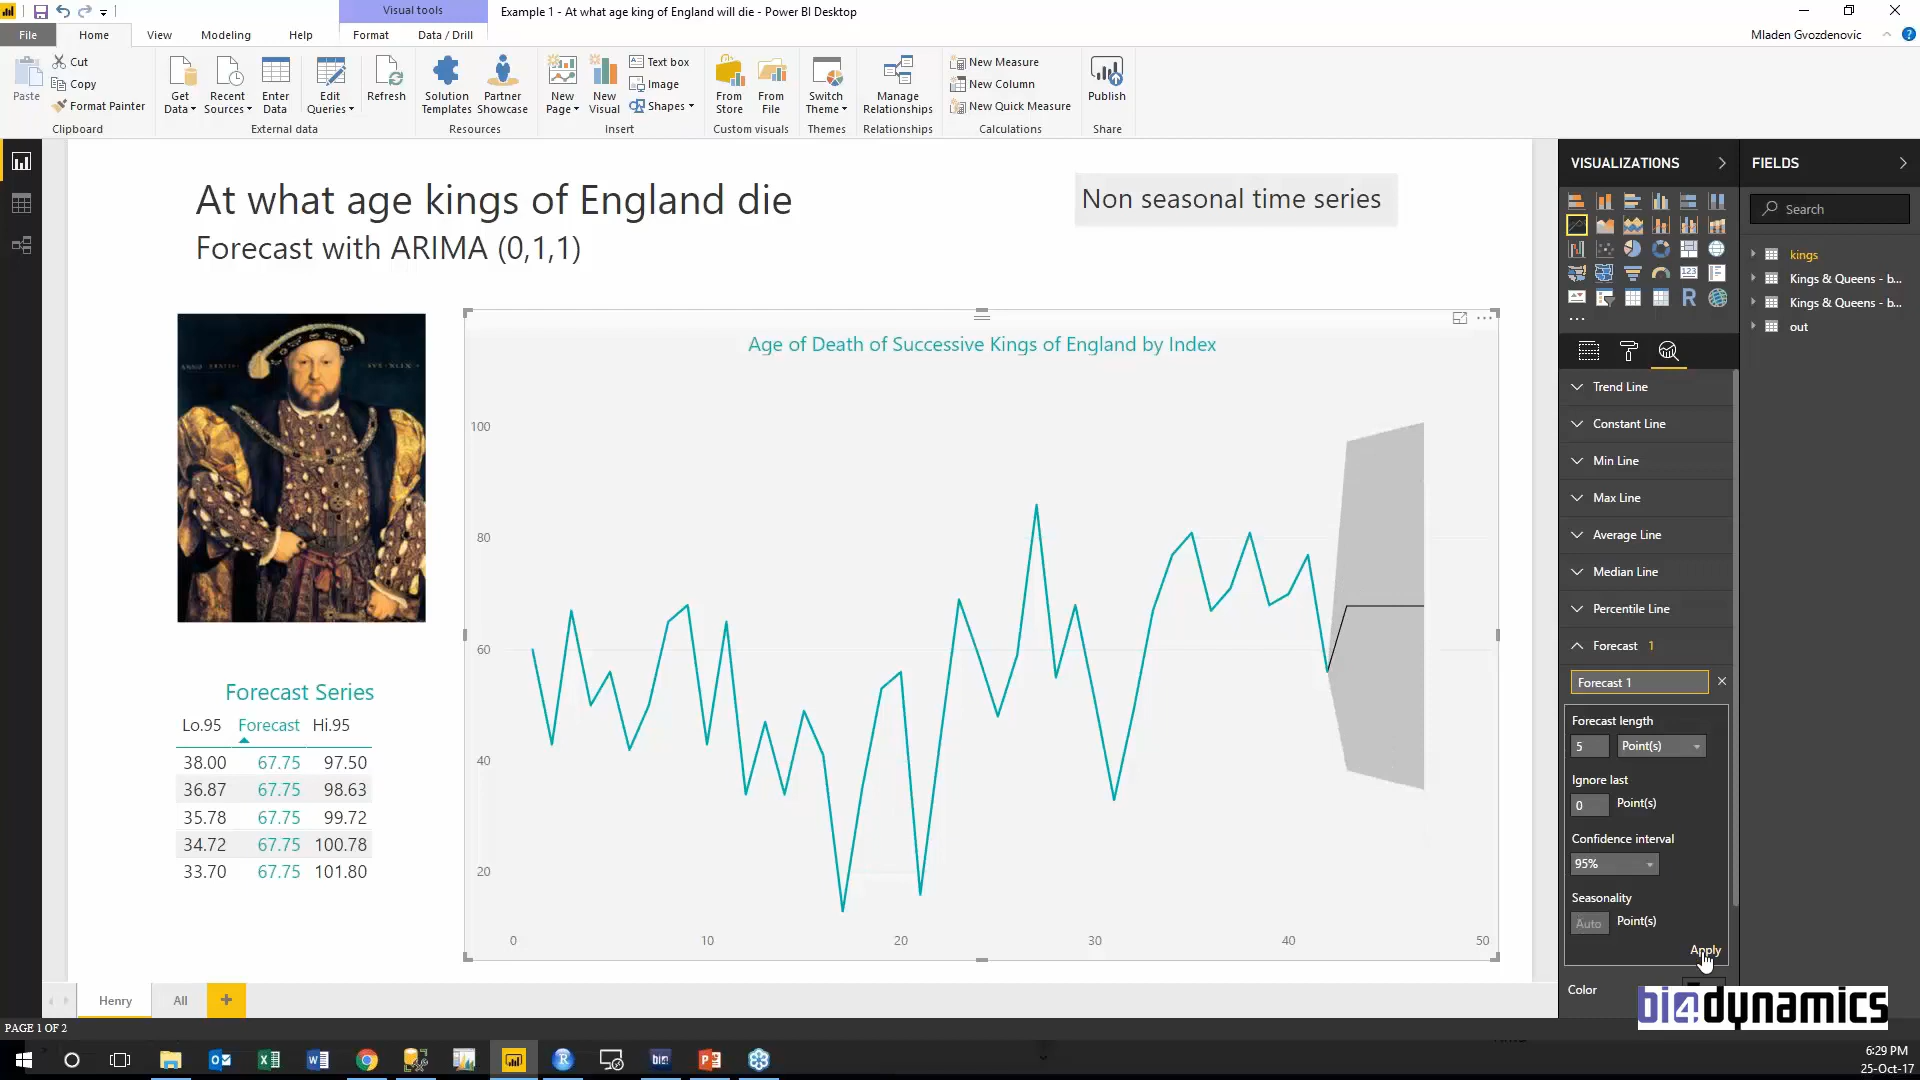 Visual tools
Example 1 - At what age king of England will die - Power BI Desktop
File Home View Modeling Help Format Data / Drill
Mladen Gvozdenovic
Paste
Cut
Copy
Format Painter
Clipboard
Get Data
Recent Sources
Enter Data
Edit Queries
Refresh
External data
Solution Templates
Partner Showcase
Resources
New Page
New Visual
Text box
Image
Shapes
Insert
From Store
From File
Custom visuals
Switch Theme
Themes
Manage Relationships
Relationships
New Measure
New Column
New Quick Measure
Calculations
Publish
Share
At what age kings of England die
Forecast with ARIMA (0,1,1)
Non seasonal time series
Forecast Series
Lo.95 Forecast Hi.95
38.00 67.75 97.50
36.87 67.75 98.63
35.78 67.75 99.72
34.72 67.75 100.78
33.70 67.75 101.80
Age of Death of Successive Kings of England by Index
100
80
60
40
20
0 10 20 30 40 50
VISUALIZATIONS
Trend Line
Constant Line
Min Line
Max Line
Average Line
Median Line
Percentile Line
Forecast 1
Forecast 1
Forecast length
5 Point(s)
Ignore last
0 Point(s)
Confidence interval
95%
Seasonality
Auto Point(s)
Apply
Color
FIELDS
Search
kings
Kings & Queens - b...
Kings & Queens - b...
out
Henry All
PAGE 1 OF 2
bi4dynamics
6:29 PM
25-Oct-17